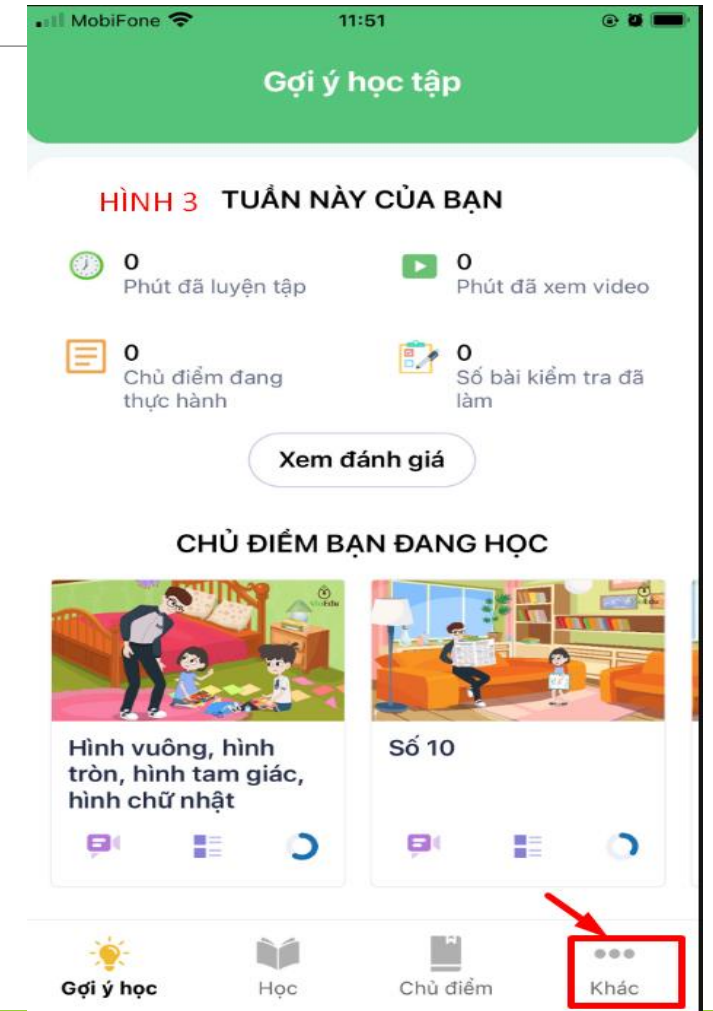 MobiFone 11:51
Gợi ý học tập
HÌNH 3 TUẦN NÀY CỦA BẠN
0
Phút đã luyện tập
0
Phút đã xem video
0
Chủ điểm đang
thực hành
0
Số bài kiểm tra đã
làm
Xem đánh giá
CHỦ ĐIỂM BẠN ĐANG HỌC
Hình vuông, hình
tròn, hình tam giác,
hình chữ nhật
Số 10
Gợi ý học
Học
Chủ điểm
Khác